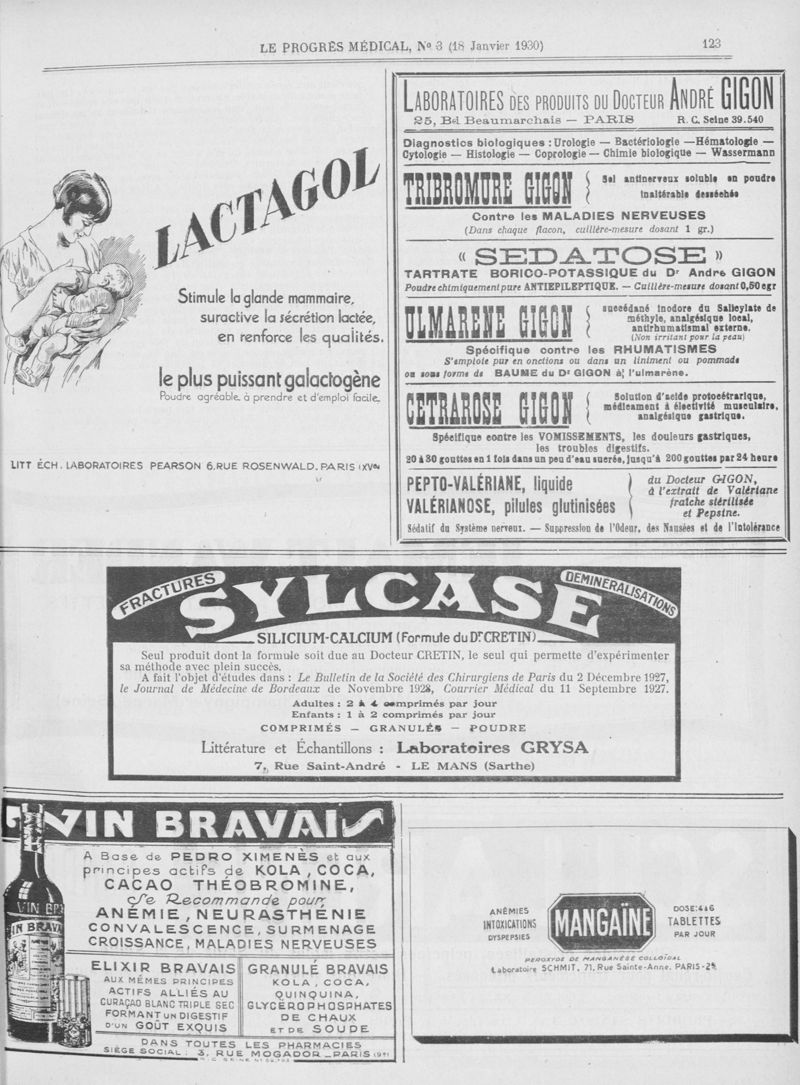 LE PROGRÈS MÉDICAL, No 3 (18 Janvier 1930)
123
LACTAGOL
Stimule la glande mammaire,
suractive la sécrétion lactée,
en renforce les qualités.
le plus puissant galactogène
Poudre agréable à prendre et d'emploi facile.
LITT ÉCH. LABORATOIRES PEARSON 6.RUE ROSENWALD. PARIS (XVe)
LABORATOIRES DES PRODUITS DU DOCTEUR ANDRÉ GIGON
25, Bd Beaumarchais — PARIS R. C. Seine 39.540
Diagnostics biologiques : Urologie — Bactériologie — Hématologie —
Cytologie — Histologie — Coprologie — Chimie biologique — Wassermann
TRIBROMURE GIGON
Sel antinerveux soluble en poudre
inaltérable desséchée
Contre les MALADIES NERVEUSES
(Dans chaque flacon, cuillère-mesure dosant 1 gr.)
« SEDATOSE »
TARTRATE BORICO-POTASSIQUE du Dr André GIGON
Poudre chimiquement pure ANTIEPILEPTIQUE. — Cuillère-mesure dosant 0,50 egr
ULMARENE GIGON
succédané inodore du Salicylate de
méthyle, analgésique local,
antirhumatismal externe.
(Non irritant pour la peau)
Spécifique contre les RHUMATISMES
S'emploie pur en onctions ou dans un liniment ou pommade
ou sous forme de BAUME du Dr GIGON à l'ulmarène.
CETRAROSE GIGON
Solution d'acide protocétrarique,
médicament à électivité musculaire,
analgésique gastrique.
Spécifique contre les VOMISSEMENTS, les douleurs gastriques,
les troubles digestifs.
20 à 30 gouttes en 1 fois dans un peu d'eau sucrée, jusqu'à 200 gouttes par 24 heures
PEPTO-VALÉRIANE, liquide
VALÉRIANOSE, pilules glutinisées
du Docteur GIGON,
à l'extrait de Valériane
fraîche stérilisée
et Pepsine.
Sédatif du Système nerveux. — Suppression de l'Odeur, des Nausées et de l'Intolérance
FRACTURES
SYLCASE
DEMINERALISATIONS
SILICIUM-CALCIUM (Formule du Dr CRETIN)
Seul produit dont la formule soit due au Docteur CRETIN, le seul qui permette d'expérimenter
sa méthode avec plein succès.
A fait l'objet d'études dans : Le Bulletin de la Société des Chirurgiens de Paris du 2 Décembre 1927,
le Journal de Médecine de Bordeaux de Novembre 1928, Courrier Médical du 11 Septembre 1927.
Adultes : 2 à 4 comprimés par jour
Enfants : 1 à 2 comprimés par jour
COMPRIMÉS — GRANULÉS — POUDRE
Littérature et Échantillons : Laboratoires GRYSA
7, Rue Saint-André - LE MANS (Sarthe)
VIN BRAVAIS
A Base de PEDRO XIMENÈS et aux
principes actifs de KOLA, COCA,
CACAO THÉOBROMINE,
Se Recommande pour
ANÉMIE, NEURASTHÉNIE
CONVALESCENCE, SURMENAGE
CROISSANCE, MALADIES NERVEUSES
ELIXIR BRAVAIS
AUX MÊMES PRINCIPES
ACTIFS ALLIÉS AU
CURAÇAO BLANC TRIPLE SEC
FORMANT UN DIGESTIF
D'UN GOÛT EXQUIS
GRANULÉ BRAVAIS
KOLA, COCA,
QUINQUINA,
GLYCÉROPHOSPHATES
DE CHAUX
ET DE SOUDE
DANS TOUTES LES PHARMACIES
SIÈGE SOCIAL : 3, RUE MOGADOR _ PARIS (9e)
ANÉMIES
INTOXICATIONS
DYSPEPSIES
MANGAÏNE
DOSE: 4 à 6
TABLETTES
PAR JOUR
PEROXYDE DE MANGANÈSE COLLOÏDAL
Laboratoire SCHMIT, 71, Rue Sainte-Anne. PARIS-2e